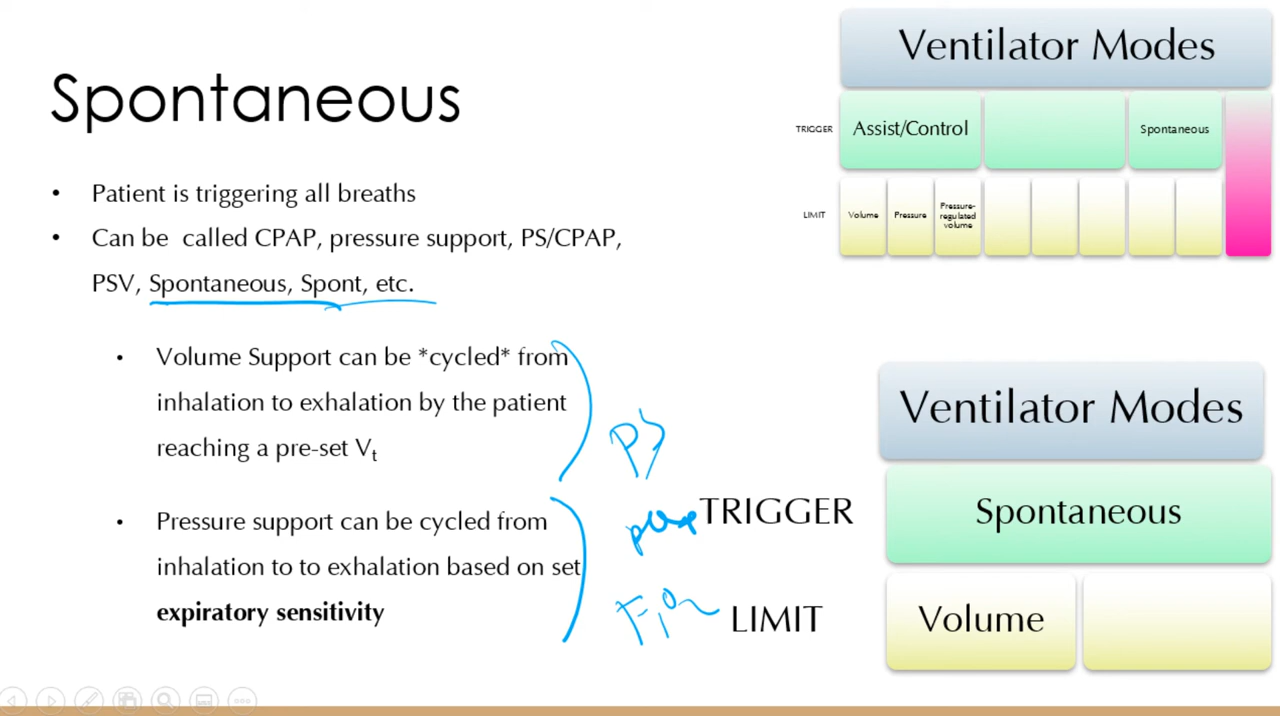 Spontaneous
• Patient is triggering all breaths
• Can be called CPAP, pressure support, PS/CPAP,
PSV, Spontaneous, Spont, etc.
• Volume Support can be *cycled* from
inhalation to exhalation by the patient
reaching a pre-set Vt
• Pressure support can be cycled from
inhalation to to exhalation based on set
expiratory sensitivity
PS
Ventilator Modes
TRIGGER
Assist/Control
Spontaneous
LIMIT
Volume
Pressure
Pressure-
regulated
volume
Ventilator Modes
TRIGGER
Spontaneous
LIMIT
Volume